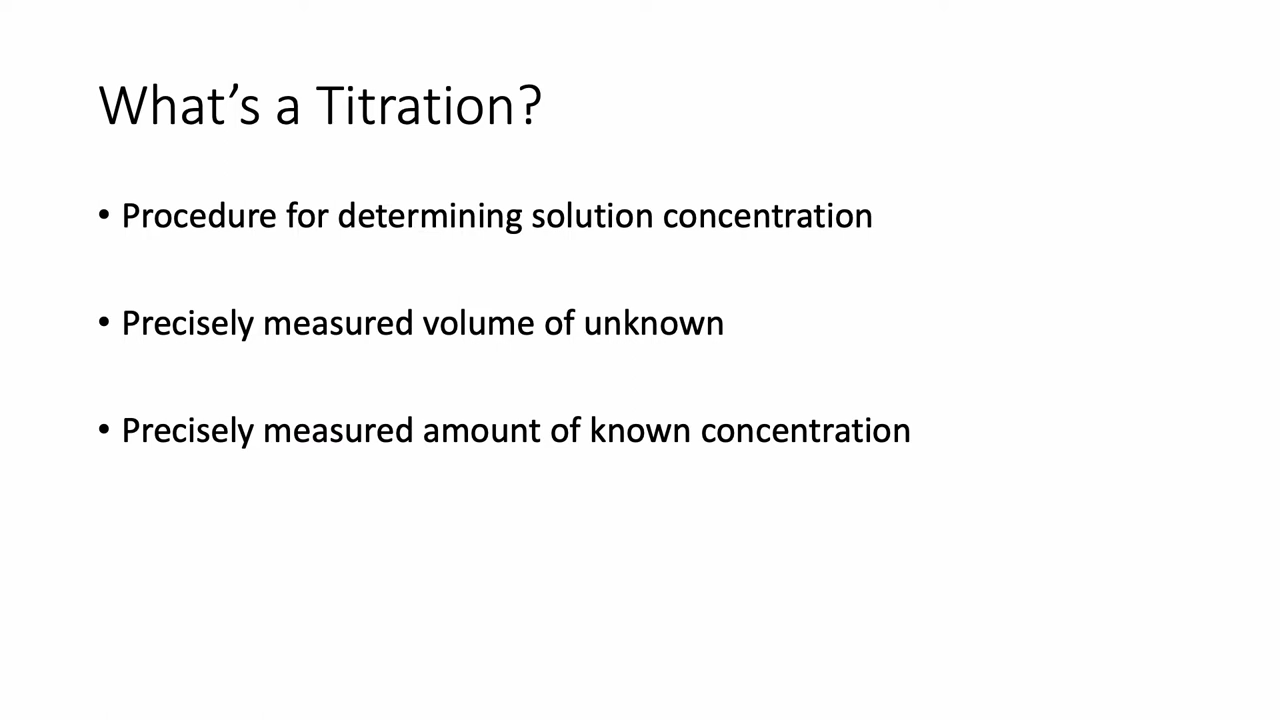 What’s a Titration?
• Procedure for determining solution concentration
• Precisely measured volume of unknown
• Precisely measured amount of known concentration